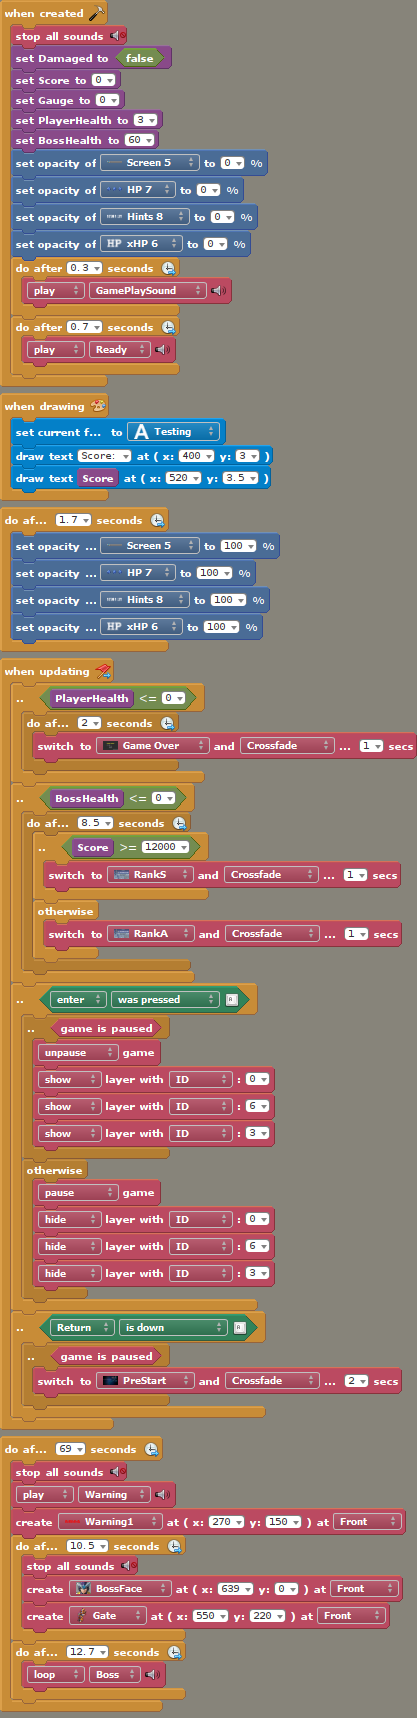 when created
stop all sounds
set Damaged to false
set Score to 0
set Gauge to 0
set PlayerHealth to 3
set BossHealth to 60
set opacity of Screen 5 to 0 %
set opacity of HP 7 to 0 %
set opacity of Hints 8 to 0 %
set opacity of HP xHP 6 to 0 %
do after 0.3 seconds
play GamePlaySound
do after 0.7 seconds
play Ready
when drawing
set current f... to A Testing
draw text Score: at ( x: 400 y: 3 )
draw text Score at ( x: 520 y: 3.5 )
do af... 1.7 seconds
set opacity ... Screen 5 to 100 %
set opacity ... HP 7 to 100 %
set opacity ... Hints 8 to 100 %
set opacity ... HP xHP 6 to 100 %
when updating
.. PlayerHealth <= 0
do af... 2 seconds
switch to Game Over and Crossfade ... 1 secs
.. BossHealth <= 0
do af... 8.5 seconds
.. Score >= 12000
switch to RankS and Crossfade ... 1 secs
otherwise
switch to RankA and Crossfade ... 1 secs
.. enter was pressed
.. game is paused
unpause game
show layer with ID : 0
show layer with ID : 6
show layer with ID : 3
otherwise
pause game
hide layer with ID : 0
hide layer with ID : 6
hide layer with ID : 3
.. Return is down
.. game is paused
switch to PreStart and Crossfade ... 2 secs
do af... 69 seconds
stop all sounds
play Warning
create Warning1 at ( x: 270 y: 150 ) at Front
do af... 10.5 seconds
stop all sounds
create BossFace at ( x: 639 y: 0 ) at Front
create Gate at ( x: 550 y: 220 ) at Front
do af... 12.7 seconds
loop Boss